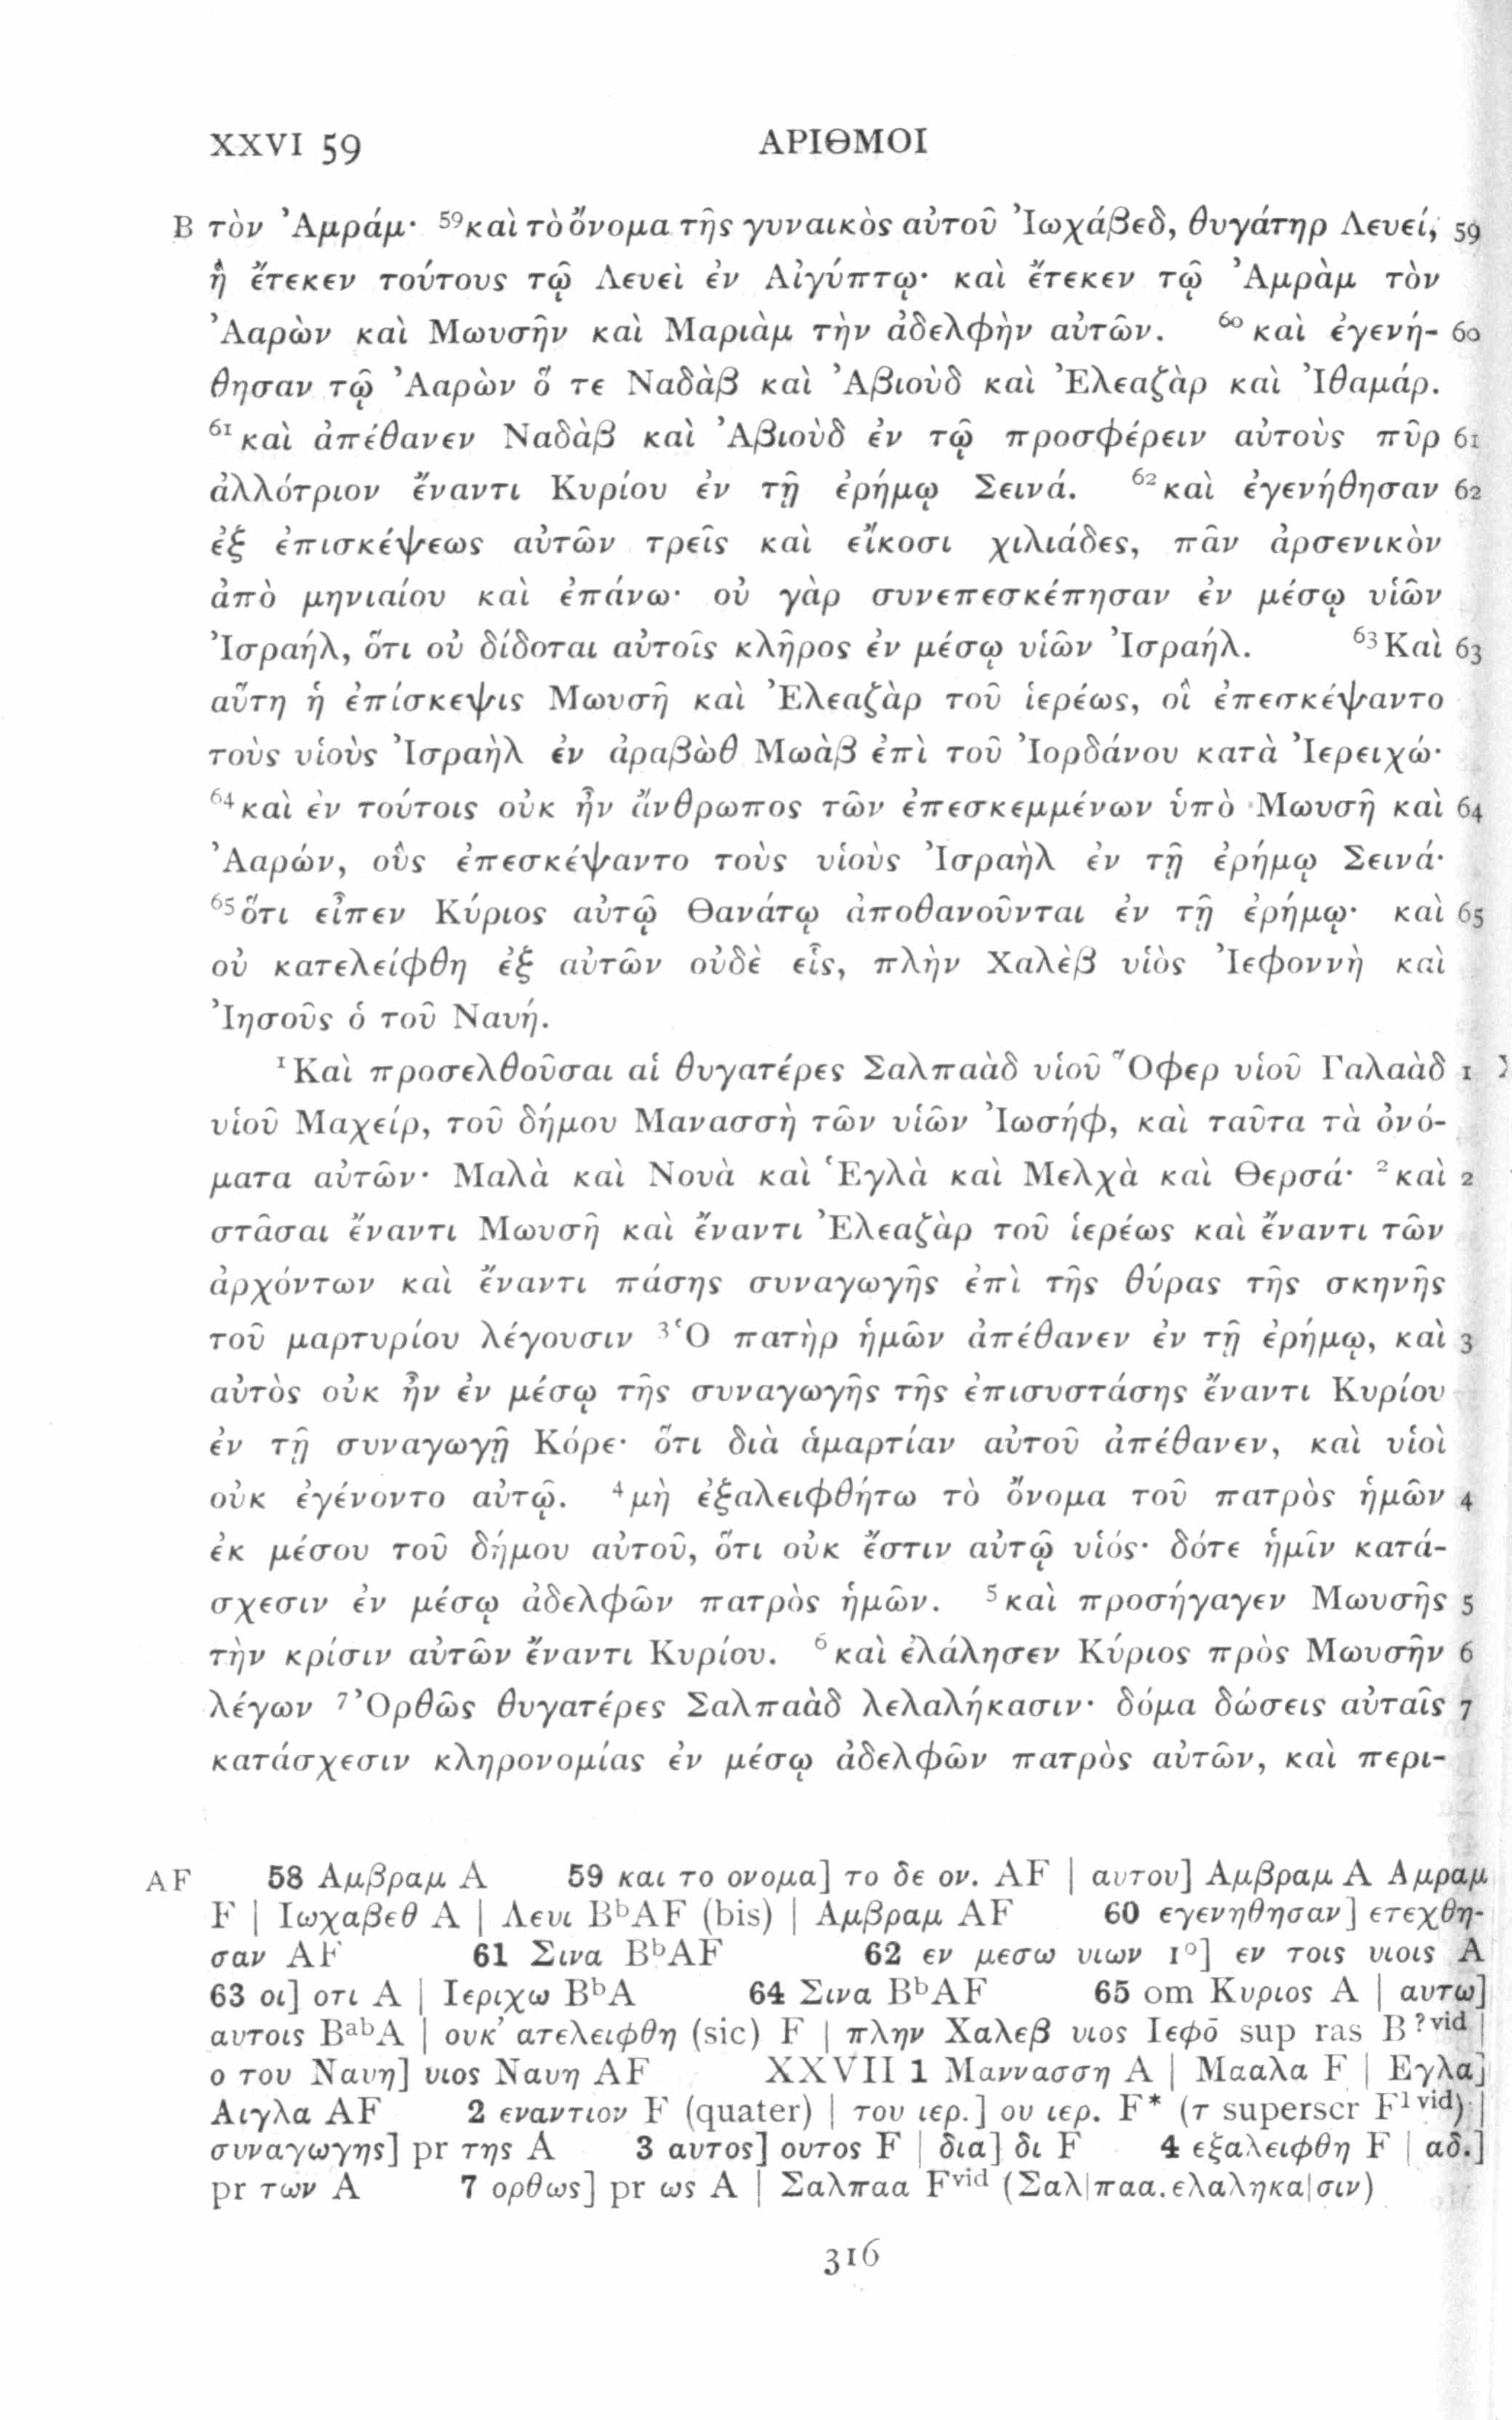 XXVI 59 ΑΡΙΘΜΟΙ
B τὸν Ἀμράμ· ⁵⁹καὶ τὸ ὄνομα τῆς γυναικὸς αὐτοῦ Ἰωχάβεδ, θυγάτηρ Λευεί, 59
ἣ ἔτεκεν τούτους τῷ Λευεὶ ἐν Αἰγύπτῳ· καὶ ἔτεκεν τῷ Ἀμρὰμ τὸν
Ἀαρὼν καὶ Μωυσῆν καὶ Μαριὰμ τὴν ἀδελφὴν αὐτῶν. ⁶⁰καὶ ἐγενή- 60
θησαν τῷ Ἀαρὼν ὅ τε Ναδὰβ καὶ Ἀβιοὺδ καὶ Ἐλεαζὰρ καὶ Ἰθαμάρ.
⁶¹καὶ ἀπέθανεν Ναδὰβ καὶ Ἀβιοὺδ ἐν τῷ προσφέρειν αὐτοὺς πῦρ 61
ἀλλότριον ἔναντι Κυρίου ἐν τῇ ἐρήμῳ Σεινά. ⁶²καὶ ἐγενήθησαν 62
ἐξ ἐπισκέψεως αὐτῶν τρεῖς καὶ εἴκοσι χιλιάδες, πᾶν ἀρσενικὸν
ἀπὸ μηνιαίου καὶ ἐπάνω· οὐ γὰρ συνεπεσκέπησαν ἐν μέσῳ υἱῶν
Ἰσραήλ, ὅτι οὐ δίδοται αὐτοῖς κλῆρος ἐν μέσῳ υἱῶν Ἰσραήλ. ⁶³Καὶ 63
αὕτη ἡ ἐπίσκεψις Μωυσῆ καὶ Ἐλεαζὰρ τοῦ ἱερέως, οἳ ἐπεσκέψαντο
τοὺς υἱοὺς Ἰσραὴλ ἐν ἀραβὼθ Μωὰβ ἐπὶ τοῦ Ἰορδάνου κατὰ Ἰερειχώ·
⁶⁴καὶ ἐν τούτοις οὐκ ἦν ἄνθρωπος τῶν ἐπεσκεμμένων ὑπὸ Μωυσῆ καὶ 64
Ἀαρών, οὓς ἐπεσκέψαντο τοὺς υἱοὺς Ἰσραὴλ ἐν τῇ ἐρήμῳ Σεινά·
⁶⁵ὅτι εἶπεν Κύριος αὐτῷ Θανάτῳ ἀποθανοῦνται ἐν τῇ ἐρήμῳ· καὶ 65
οὐ κατελείφθη ἐξ αὐτῶν οὐδὲ εἷς, πλὴν Χαλὲβ υἱὸς Ἰεφοννὴ καὶ
Ἰησοῦς ὁ τοῦ Ναυή.
¹Καὶ προσελθοῦσαι αἱ θυγατέρες Σαλπαὰδ υἱοῦ Ὄφερ υἱοῦ Γαλαὰδ 1
υἱοῦ Μαχείρ, τοῦ δήμου Μανασσὴ τῶν υἱῶν Ἰωσήφ, καὶ ταῦτα τὰ ὀνό-
ματα αὐτῶν· Μαλὰ καὶ Νουὰ καὶ Ἑγλὰ καὶ Μελχὰ καὶ Θερσά· ²καὶ 2
στᾶσαι ἔναντι Μωυσῆ καὶ ἔναντι Ἐλεαζὰρ τοῦ ἱερέως καὶ ἔναντι τῶν
ἀρχόντων καὶ ἔναντι πάσης συναγωγῆς ἐπὶ τῆς θύρας τῆς σκηνῆς
τοῦ μαρτυρίου λέγουσιν ³Ὁ πατὴρ ἡμῶν ἀπέθανεν ἐν τῇ ἐρήμῳ, καὶ 3
αὐτὸς οὐκ ἦν ἐν μέσῳ τῆς συναγωγῆς τῆς ἐπισυστάσης ἔναντι Κυρίου
ἐν τῇ συναγωγῇ Κόρε· ὅτι διὰ ἁμαρτίαν αὐτοῦ ἀπέθανεν, καὶ υἱοὶ
οὐκ ἐγένοντο αὐτῷ. ⁴μὴ ἐξαλειφθήτω τὸ ὄνομα τοῦ πατρὸς ἡμῶν 4
ἐκ μέσου τοῦ δήμου αὐτοῦ, ὅτι οὐκ ἔστιν αὐτῷ υἱός· δότε ἡμῖν κατά-
σχεσιν ἐν μέσῳ ἀδελφῶν πατρὸς ἡμῶν. ⁵καὶ προσήγαγεν Μωυσῆς 5
τὴν κρίσιν αὐτῶν ἔναντι Κυρίου. ⁶καὶ ἐλάλησεν Κύριος πρὸς Μωυσῆν 6
λέγων ⁷Ὀρθῶς θυγατέρες Σαλπαὰδ λελαλήκασιν· δόμα δώσεις αὐταῖς 7
κατάσχεσιν κληρονομίας ἐν μέσῳ ἀδελφῶν πατρὸς αὐτῶν, καὶ περι-
AF 58 Αμβραμ A 59 και το ονομα] το δε ον. AF | αυτου] Αμβραμ A Αμραμ
F | Ιωχαβεθ A | Λευι BᵇAF (bis) | Αμβραμ AF 60 εγενηθησαν] ετεχθη-
σαν AF 61 Σινα BᵇAF 62 εν μεσω υιων 1°] εν τοις υιοις A
63 οι] οτι A | Ιεριχω BᵇA 64 Σινα BᵇAF 65 om Κυριος A | αυτω]
αυτοις BᵃᵇA | ουκ’ ατελειφθη (sic) F | πλην Χαλεβ υιος Ιεφō sup ras B?ᵛⁱᵈ |
ο του Ναυη] υιος Ναυη AF XXVII 1 Μαννασση A | Μααλα F | Εγλα]
Αιγλα AF 2 εναντιον F (quater) | του ιερ.] ου ιερ. F* (τ superscr F¹ᵛⁱᵈ) |
συναγωγης] pr της A 3 αυτος] ουτος F | δια] δι F 4 εξαλειφθη F | αδ.]
pr των A 7 ορθως] pr ως A | Σαλπαα Fᵛⁱᵈ (Σαλ|παα.ελαληκα|σιν)
316